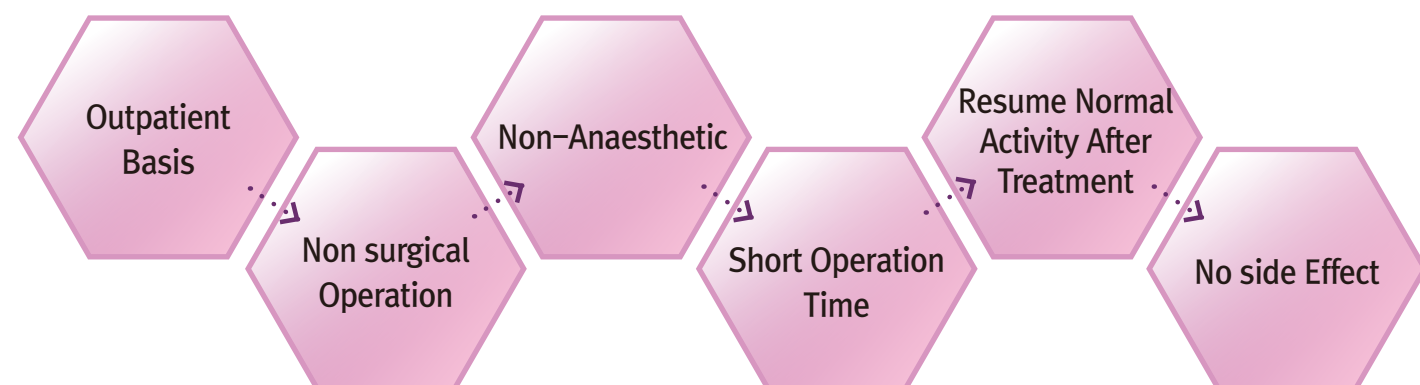 Outpatient
Basis
Non surgical
Operation
Non-Anaesthetic
Short Operation
Time
Resume Normal
Activity After
Treatment
No side Effect